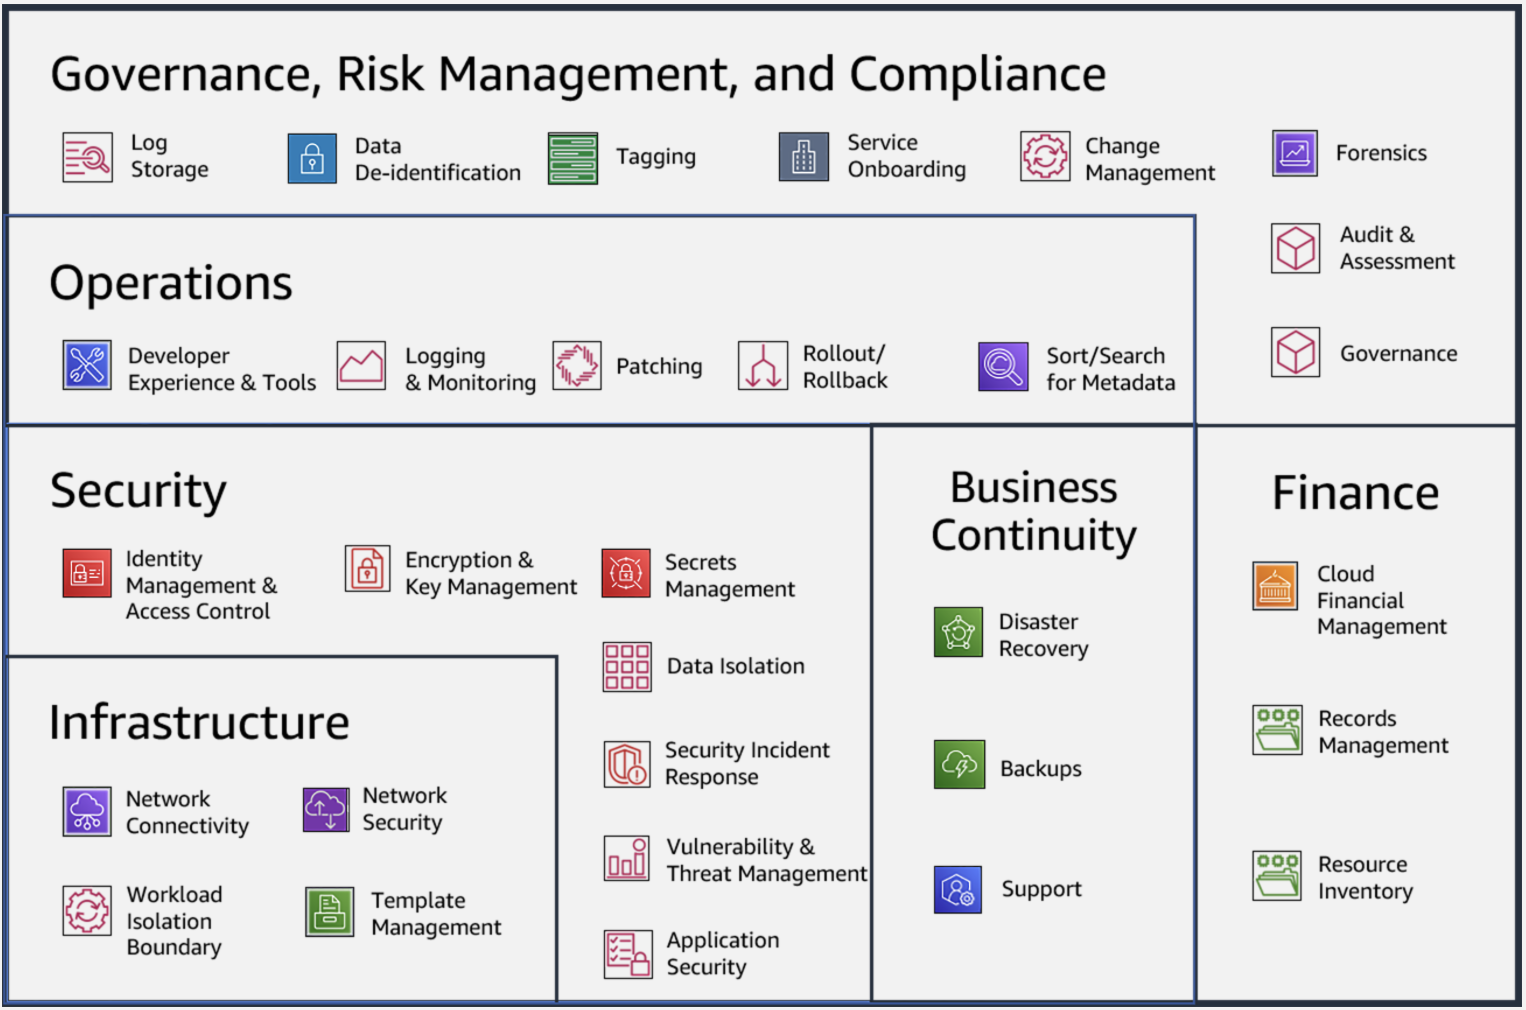 Governance, Risk Management, and Compliance
Log
Storage
Data
De-identification
Tagging
Service
Onboarding
Change
Management
Forensics
Audit &
Assessment
Governance
Operations
Developer
Experience & Tools
Logging
& Monitoring
Patching
Rollout/
Rollback
Sort/Search
for Metadata
Security
Identity
Management &
Access Control
Encryption &
Key Management
Secrets
Management
Data Isolation
Security Incident
Response
Vulnerability &
Threat Management
Application
Security
Infrastructure
Network
Connectivity
Network
Security
Workload
Isolation
Boundary
Template
Management
Business
Continuity
Disaster
Recovery
Backups
Support
Finance
Cloud
Financial
Management
Records
Management
Resource
Inventory